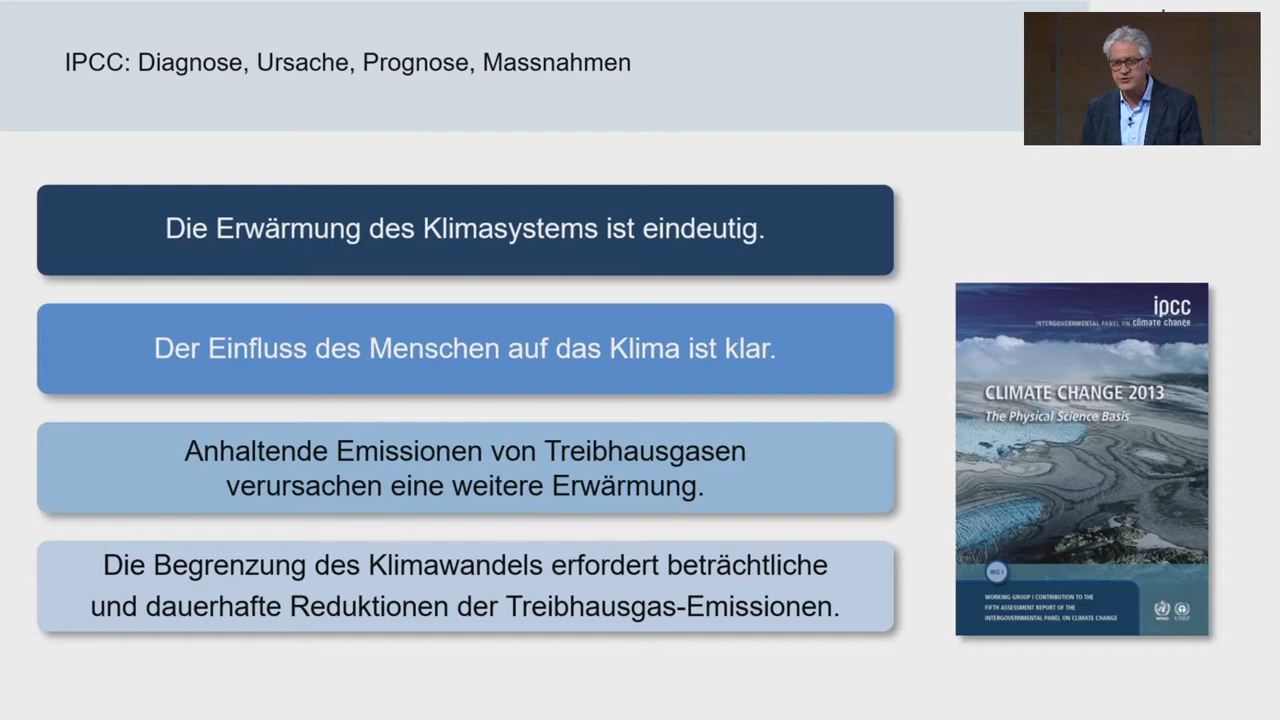 IPCC: Diagnose, Ursache, Prognose, Massnahmen
Die Erwärmung des Klimasystems ist eindeutig.
Der Einfluss des Menschen auf das Klima ist klar.
Anhaltende Emissionen von Treibhausgasen
verursachen eine weitere Erwärmung.
Die Begrenzung des Klimawandels erfordert beträchtliche
und dauerhafte Reduktionen der Treibhausgas-Emissionen.
ipcc
INTERGOVERNMENTAL PANEL ON climate change
CLIMATE CHANGE 2013
The Physical Science Basis
WG I
WORKING GROUP I CONTRIBUTION TO THE
FIFTH ASSESSMENT REPORT OF THE
INTERGOVERNMENTAL PANEL ON CLIMATE CHANGE
WMO UNEP